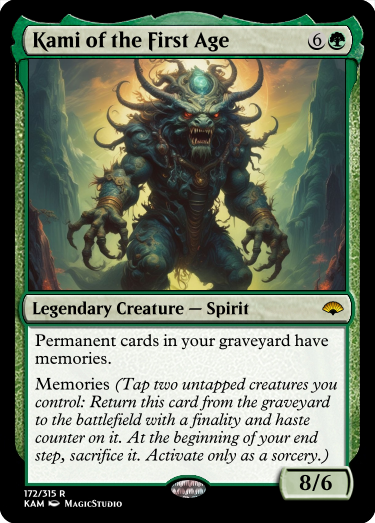 Kami of the First Age 6
Legendary Creature — Spirit
Permanent cards in your graveyard have
memories.
Memories (Tap two untapped creatures you
control: Return this card from the graveyard
to the battlefield with a finality and haste
counter on it. At the beginning of your end
step, sacrifice it. Activate only as a sorcery.)
8/6
172/315 R
KAM MagicStudio